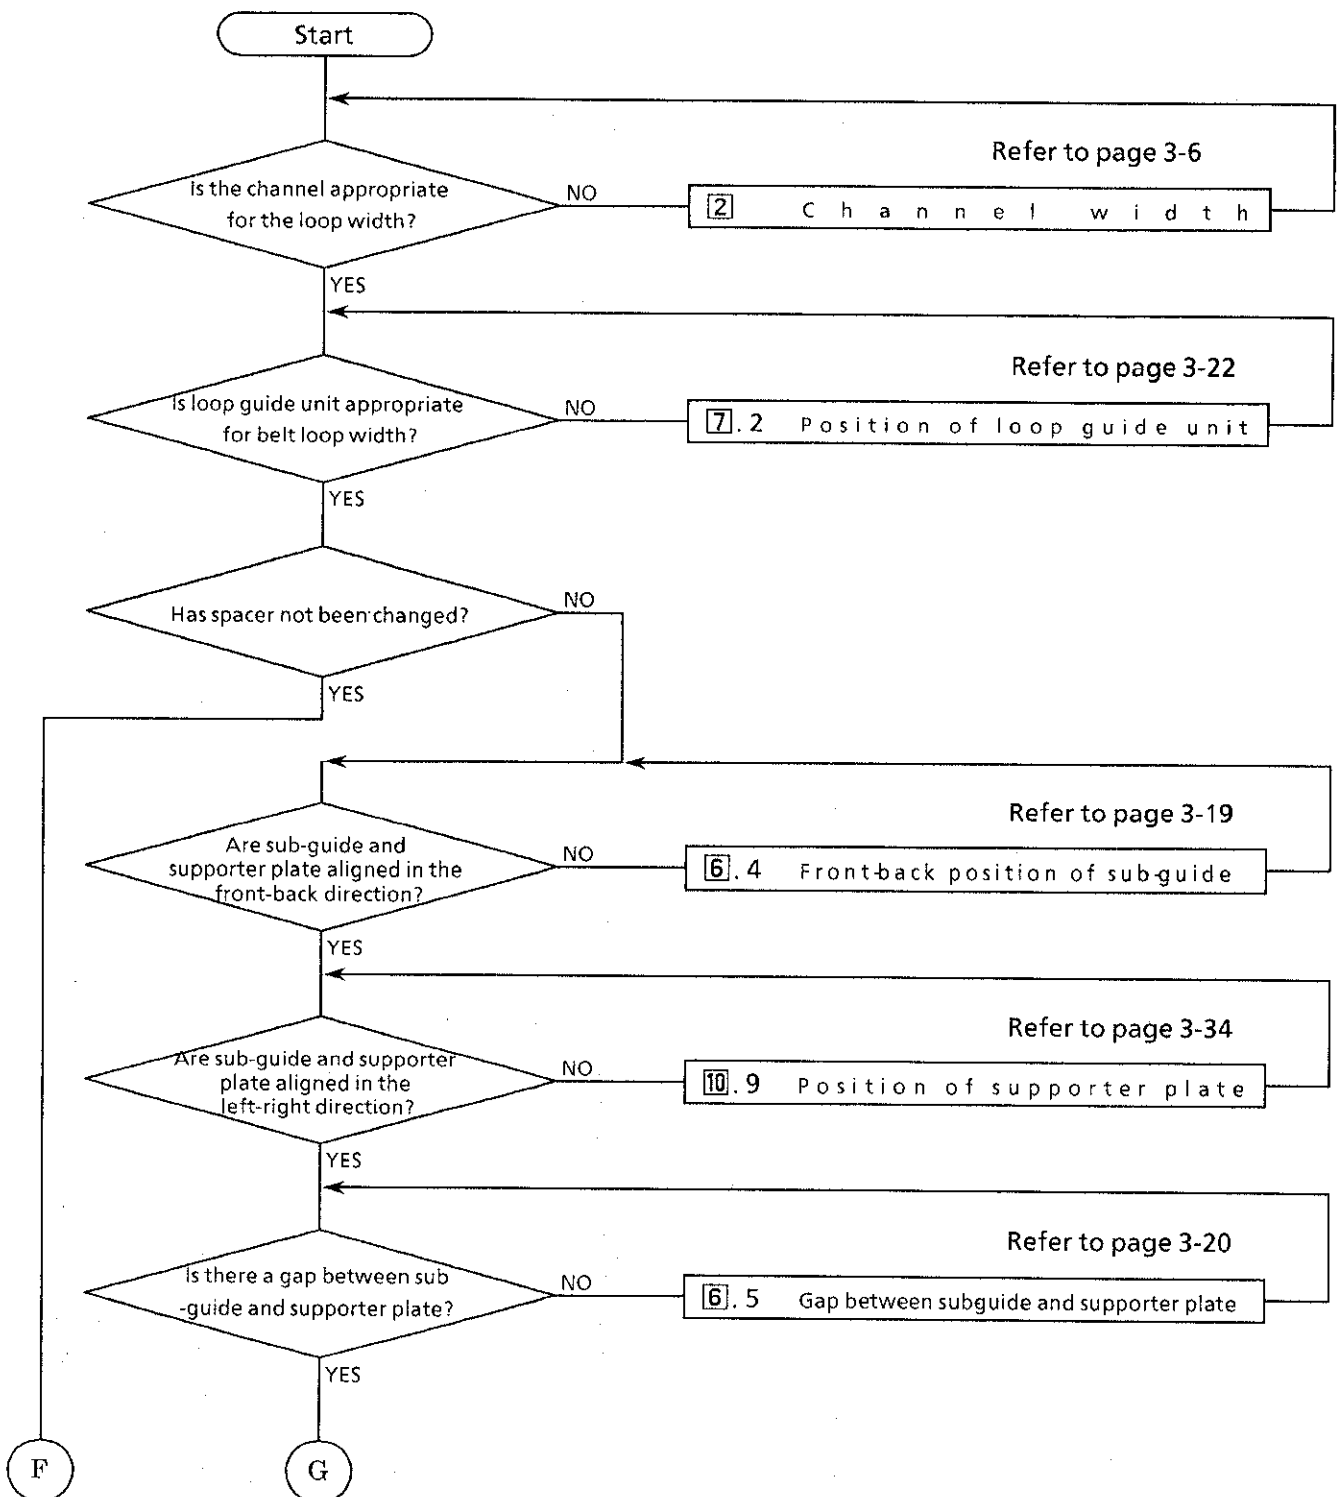 Start
Refer to page 3-6
Is the channel appropriate
for the loop width?
NO
2 Channel width
YES
Refer to page 3-22
Is loop guide unit appropriate
for belt loop width?
NO
7.2 Position of loop guide unit
YES
Has spacer not been changed?
NO
YES
Refer to page 3-19
Are sub-guide and
supporter plate aligned in the
front-back direction?
NO
6.4 Front-back position of sub-guide
YES
Refer to page 3-34
Are sub-guide and supporter
plate aligned in the
left-right direction?
NO
10.9 Position of supporter plate
YES
Refer to page 3-20
Is there a gap between sub
-guide and supporter plate?
NO
6.5 Gap between subguide and supporter plate
YES
F
G